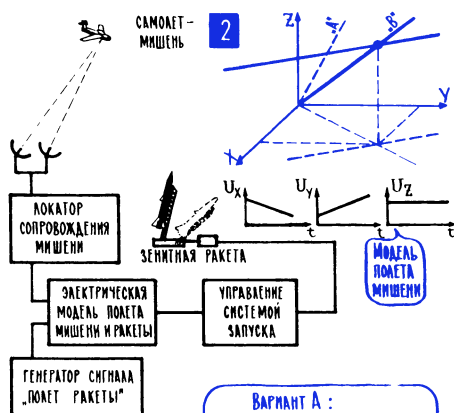 САМОЛЕТ-
МИШЕНЬ
2
Z
"А"
"В"
Y
X
ЛОКАТОР
СОПРОВОЖДЕНИЯ
МИШЕНИ
ЗЕНИТНАЯ РАКЕТА
UX
t
UY
t
UZ
t
МОДЕЛЬ
ПОЛЕТА
МИШЕНИ
ЭЛЕКТРИЧЕСКАЯ
МОДЕЛЬ ПОЛЕТА
МИШЕНИ И РАКЕТЫ
УПРАВЛЕНИЕ
СИСТЕМОЙ
ЗАПУСКА
ГЕНЕРАТОР СИГНАЛА
„ПОЛЕТ РАКЕТЫ"
ВАРИАНТ А :